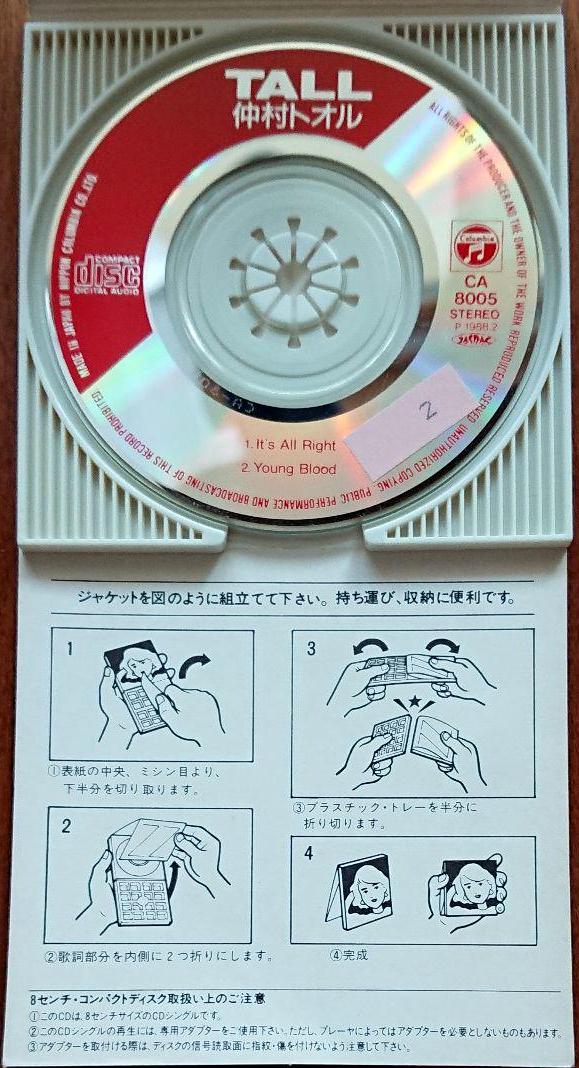 TALL
仲村トオル
ALL RIGHTS OF THE PRODUCER AND THE OWNER OF THE WORK REPRODUCED RESERVED. UNAUTHORIZED COPYING, PUBLIC PERFORMANCE AND BROADCASTING OF THIS RECORD PROHIBITED
MADE IN JAPAN BY NIPPON COLUMBIA CO.,LTD.
COMPACT
disc
DIGITAL AUDIO
Columbia
CA
8005
STEREO
P 1988.2
JASRAC
2
1.It's All Right
2.Young Blood
ジャケットを図のように組立てて下さい。持ち運び、収納に便利です。
1
①表紙の中央、ミシン目より、
下半分を切り取ります。
2
②歌詞部分を内側に2つ折りにします。
3
③プラスチック・トレーを半分に
折り切ります。
4
④完成
8センチ・コンパクトディスク取扱い上のご注意
①このCDは、8センチサイズのCDシングルです。
②このCDシングルの再生には、専用アダプターをご使用下さい。ただし、プレーヤによってはアダプターを必要としないものもあります。
③アダプターを取付ける際は、ディスクの信号読取面に指紋・傷を付けないよう注意して下さい。